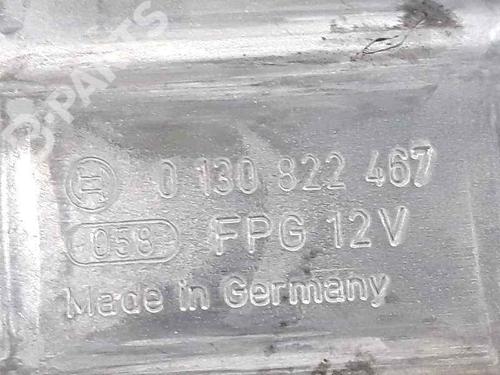 0 130 822 467
058 FPG 12V
Made in Germany
B-PARTS